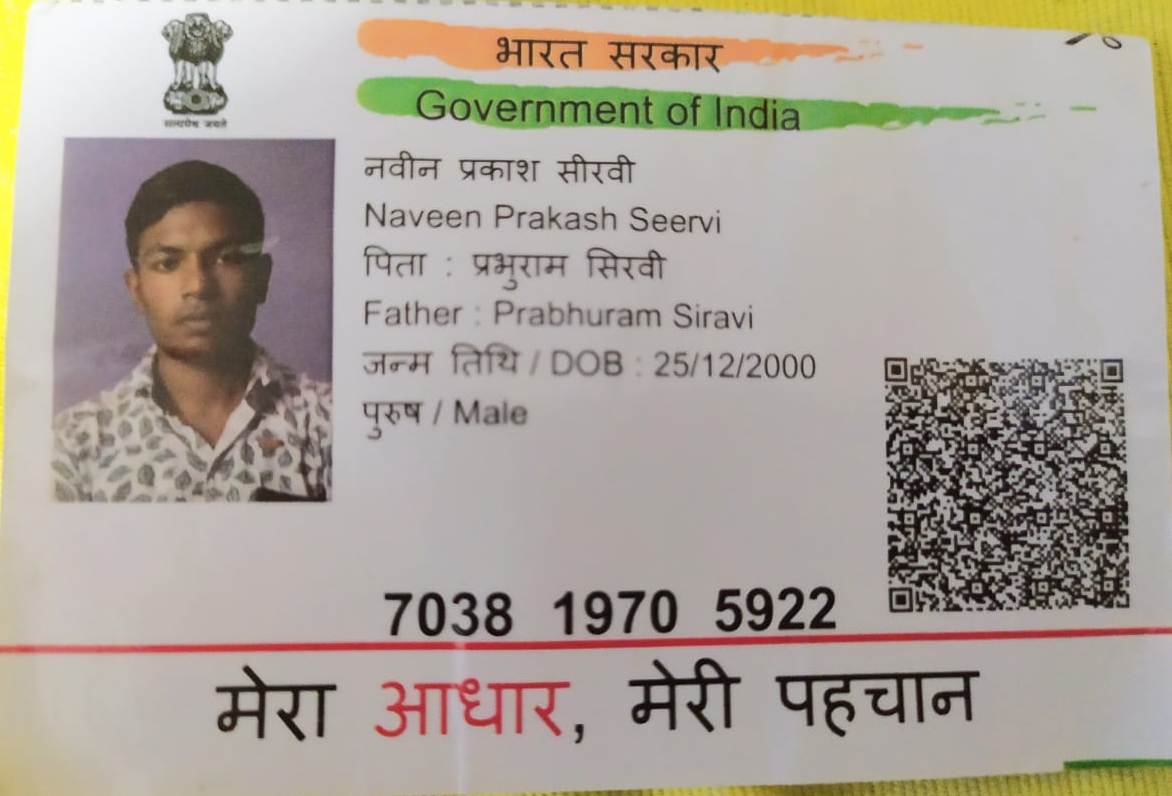 भारत सरकार
Government of India
सत्यमेव जयते
नवीन प्रकाश सीरवी
Naveen Prakash Seervi
पिता : प्रभुराम सिरवी
Father : Prabhuram Siravi
जन्म तिथि / DOB : 25/12/2000
पुरुष / Male
7038 1970 5922
मेरा आधार, मेरी पहचान